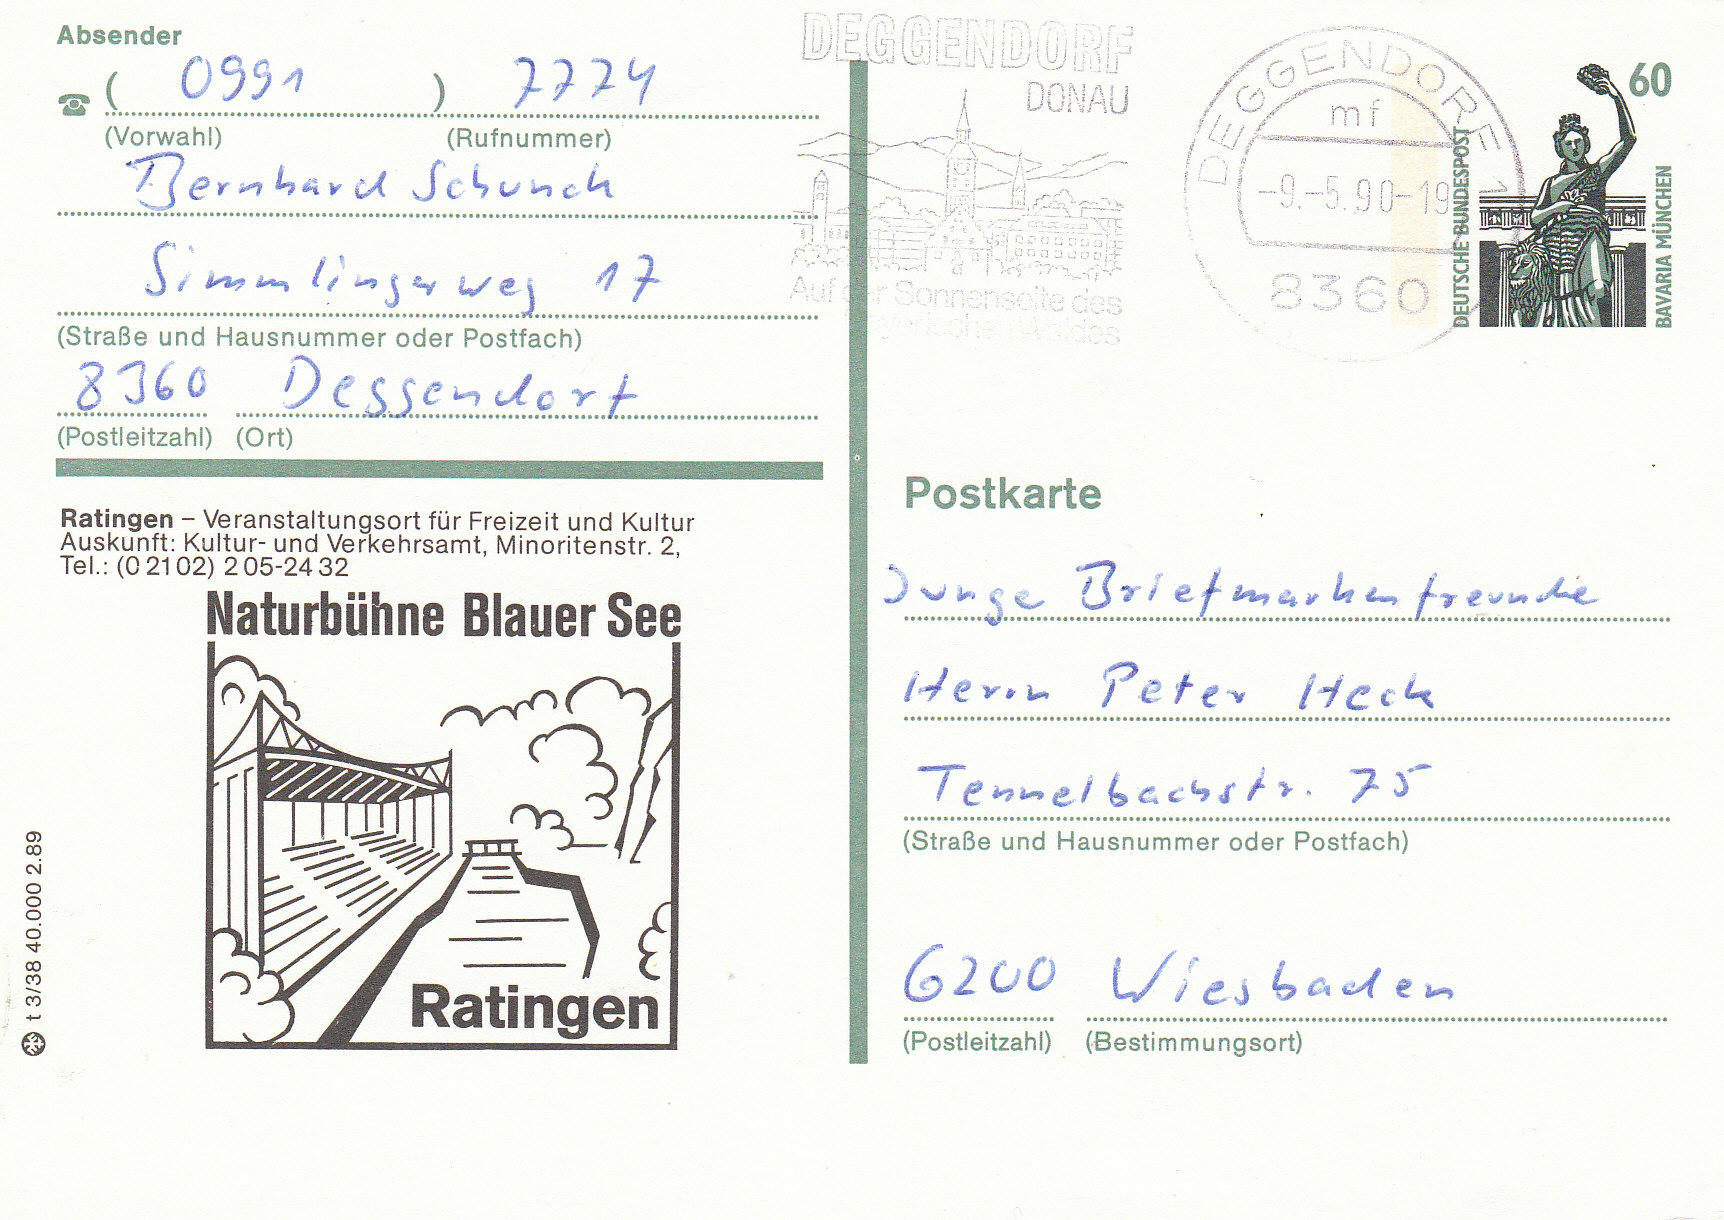 Absender
( 0991 ) 7774
(Vorwahl) (Rufnummer)
Bernhard Schunck
Simmlingerweg 17
(Straße und Hausnummer oder Postfach)
8360 Deggendorf
(Postleitzahl) (Ort)
Ratingen – Veranstaltungsort für Freizeit und Kultur
Auskunft: Kultur- und Verkehrsamt, Minoritenstr. 2,
Tel.: (0 21 02) 2 05-24 32
Naturbühne Blauer See
Ratingen
t 3/38 40.000 2.89
DEGGENDORF
DONAU
Auf der Sonnenseite des
Waldes
DEGGENDORF 1
mf
-9.-5.90-19
8360
60
DEUTSCHE BUNDESPOST
BAVARIA MÜNCHEN
Postkarte
Junge Briefmarkenfreunde
Herrn Peter Heck
Tennelbachstr. 75
(Straße und Hausnummer oder Postfach)
6200 Wiesbaden
(Postleitzahl) (Bestimmungsort)